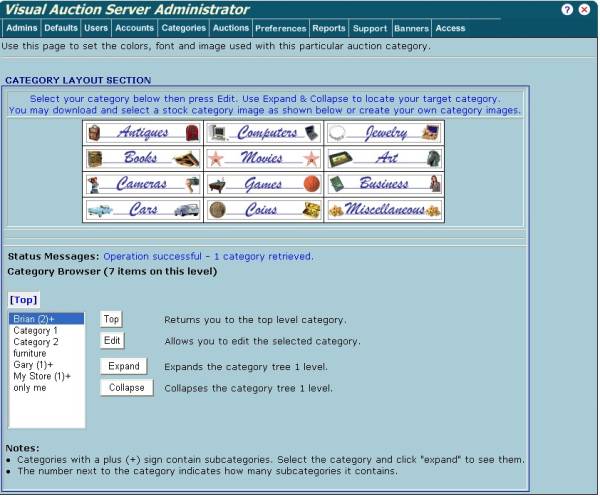 Visual Auction Server Administrator
Admins Defaults Users Accounts Categories Auctions Preferences Reports Support Banners Access
Use this page to set the colors, font and image used with this particular auction category.
CATEGORY LAYOUT SECTION
Select your category below then press Edit. Use Expand & Collapse to locate your target category.
You may download and select a stock category image as shown below or create your own category images.
Antiques Computers Jewelry
Books Movies Art
Cameras Games Business
Cars Coins Miscellaneous
Status Messages: Operation successful - 1 category retrieved.
Category Browser (7 items on this level)
[Top]
Brian (2)+
Category 1
Category 2
furniture
Gary (1)+
My Store (1)+
only me
Top Returns you to the top level category.
Edit Allows you to edit the selected category.
Expand Expands the category tree 1 level.
Collapse Collapses the category tree 1 level.
Notes:
• Categories with a plus (+) sign contain subcategories. Select the category and click "expand" to see them.
• The number next to the category indicates how many subcategories it contains.